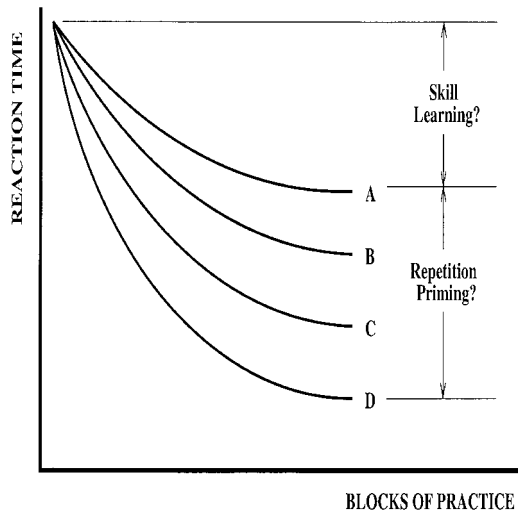 REACTION TIME
Skill
Learning?
A
B
Repetition
Priming?
C
D
BLOCKS OF PRACTICE